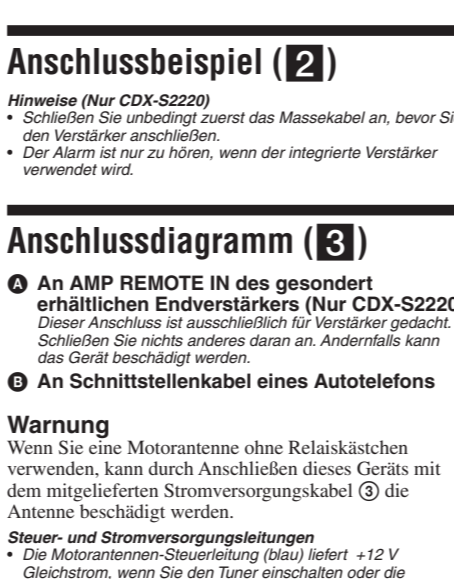 Anschlussbeispiel (2)
Hinweise (Nur CDX-S2220)
• Schließen Sie unbedingt zuerst das Massekabel an, bevor Si
den Verstärker anschließen.
• Der Alarm ist nur zu hören, wenn der integrierte Verstärker
verwendet wird.
Anschlussdiagramm (3)
A An AMP REMOTE IN des gesondert
erhältlichen Endverstärkers (Nur CDX-S2220
Dieser Anschluss ist ausschließlich für Verstärker gedacht.
Schließen Sie nichts anderes daran an. Andernfalls kann
das Gerät beschädigt werden.
B An Schnittstellenkabel eines Autotelefons
Warnung
Wenn Sie eine Motorantenne ohne Relaiskästchen
verwenden, kann durch Anschließen dieses Geräts mit
dem mitgelieferten Stromversorgungskabel ③ die
Antenne beschädigt werden.
Steuer- und Stromversorgungsleitungen
• Die Motorantennen-Steuerleitung (blau) liefert +12 V
Gleichstrom, wenn Sie den Tuner einschalten oder die